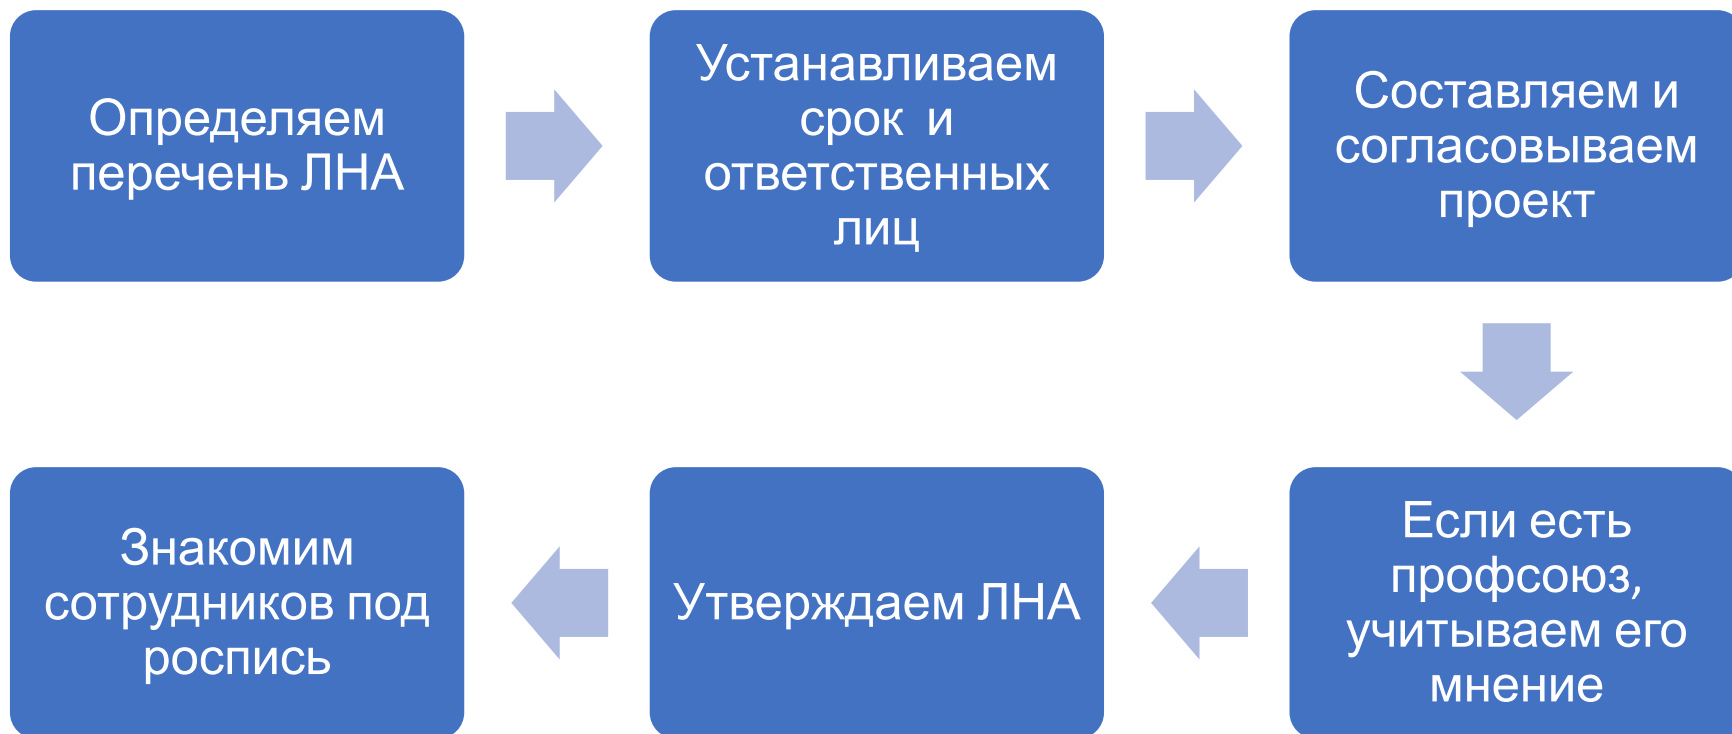 Определяем
перечень ЛНА
Устанавливаем
срок и
ответственных
лиц
Составляем и
согласовываем
проект
Если есть
профсоюз,
учитываем его
мнение
Утверждаем ЛНА
Знакомим
сотрудников под
роспись